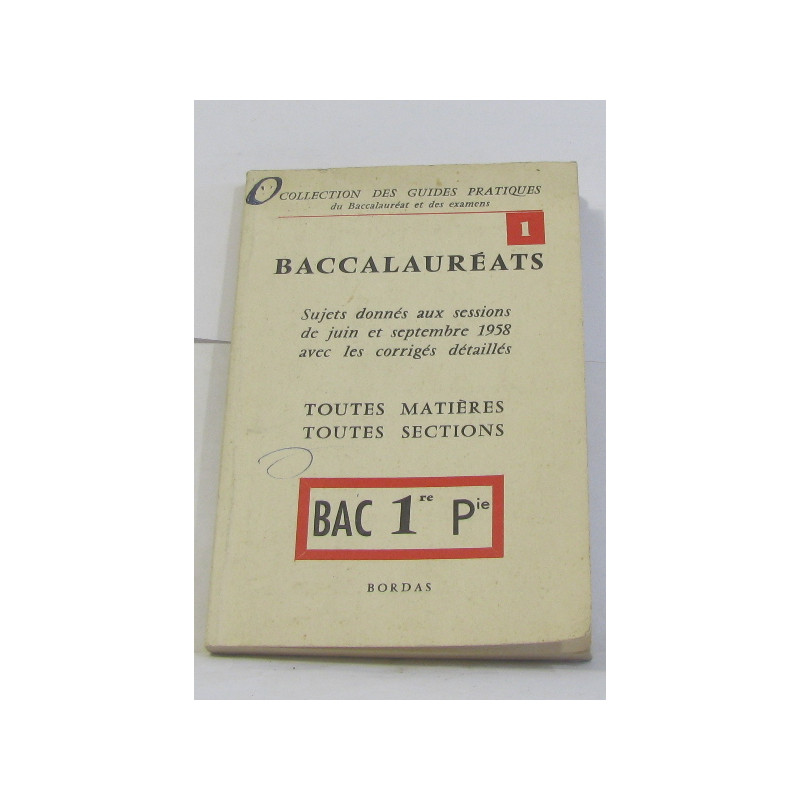 COLLECTION DES GUIDES PRATIQUES
du Baccalauréat et des examens
1
BACCALAURÉATS
Sujets donnés aux sessions
de juin et septembre 1958
avec les corrigés détaillés
TOUTES MATIÈRES
TOUTES SECTIONS
BAC 1re Pie
BORDAS